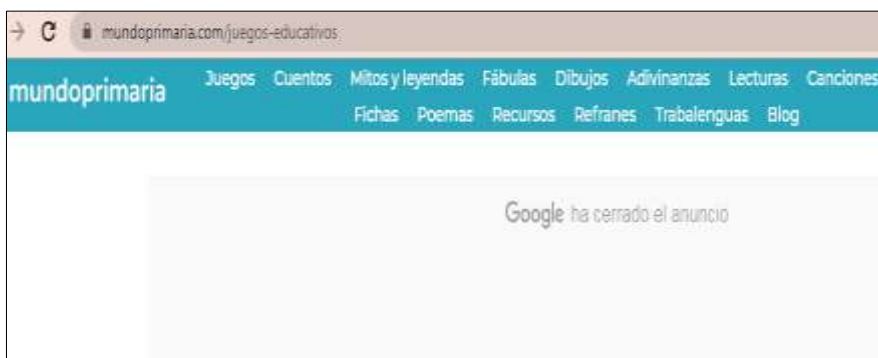 mundoprimaria.com/juegos-educativos
mundoprimaria
Juegos Cuentos Mitos y leyendas Fábulas Dibujos Adivinanzas Lecturas Canciones
Fichas Poemas Recursos Refranes Trabalenguas Blog
Google ha cerrado el anuncio